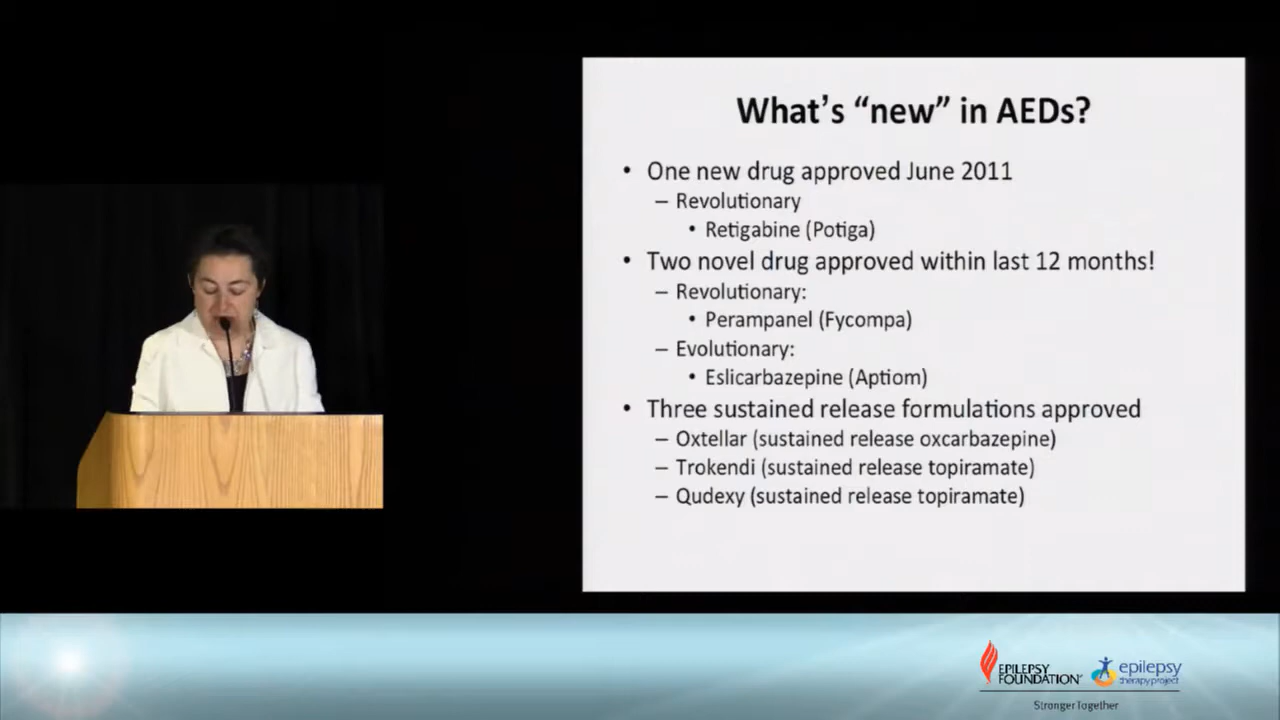 What's “new” in AEDs?
• One new drug approved June 2011
– Revolutionary
• Retigabine (Potiga)
• Two novel drug approved within last 12 months!
– Revolutionary:
• Perampanel (Fycompa)
– Evolutionary:
• Eslicarbazepine (Aptiom)
• Three sustained release formulations approved
– Oxtellar (sustained release oxcarbazepine)
– Trokendi (sustained release topiramate)
– Qudexy (sustained release topiramate)
EPILEPSY
FOUNDATION
epilepsy
therapy project
Stronger Together